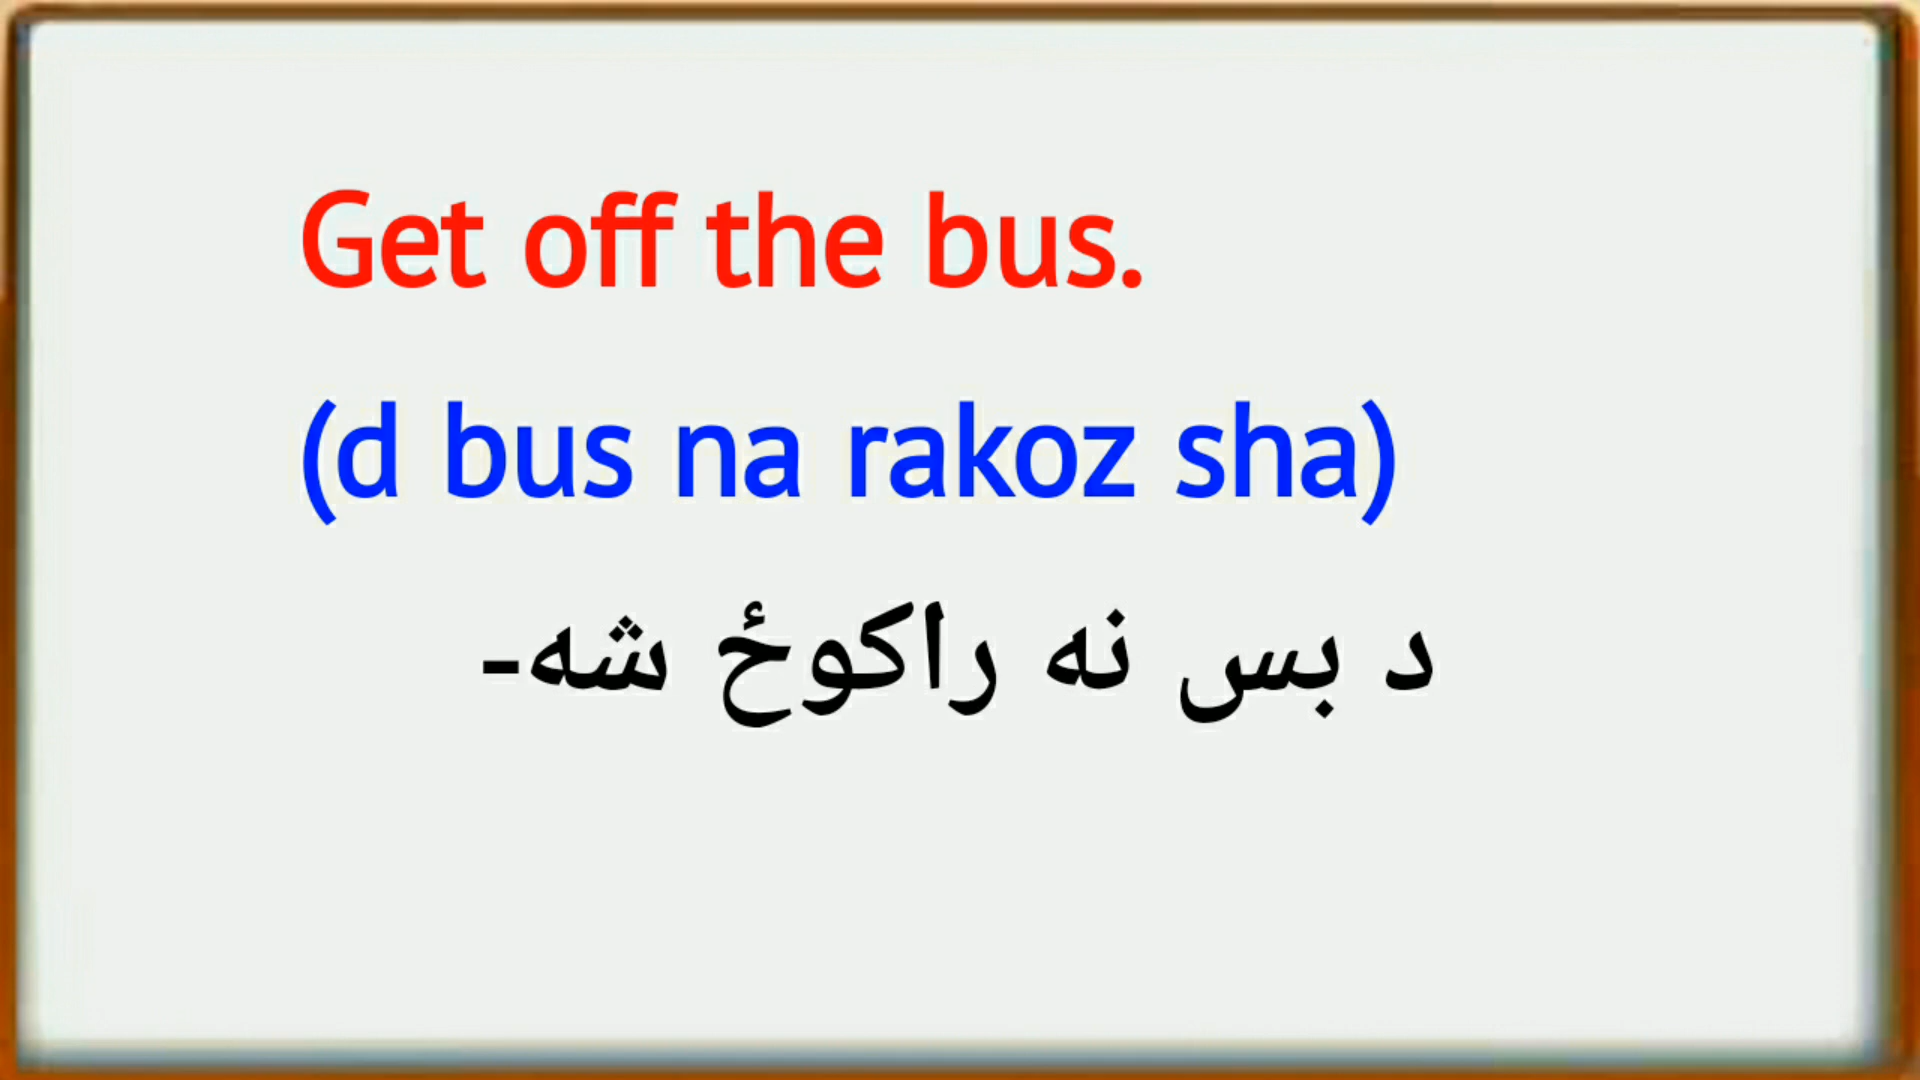 Get off the bus.
(d bus na rakoz sha)
د بس نه راکوځ شه-